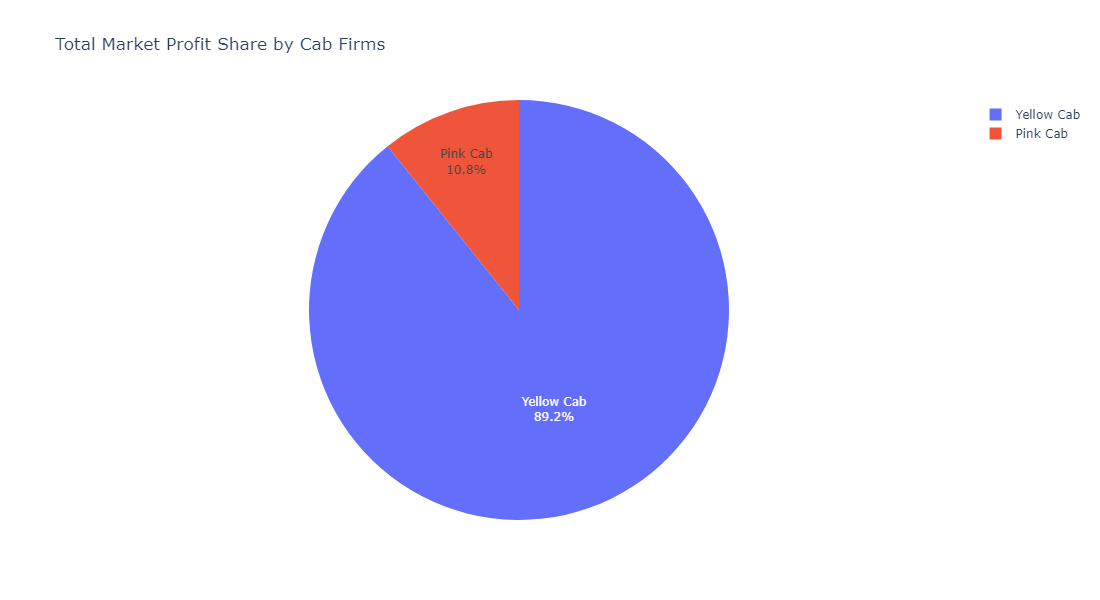 Total Market Profit Share by Cab Firms
Yellow Cab
Pink Cab
Pink Cab
10.8%
Yellow Cab
89.2%